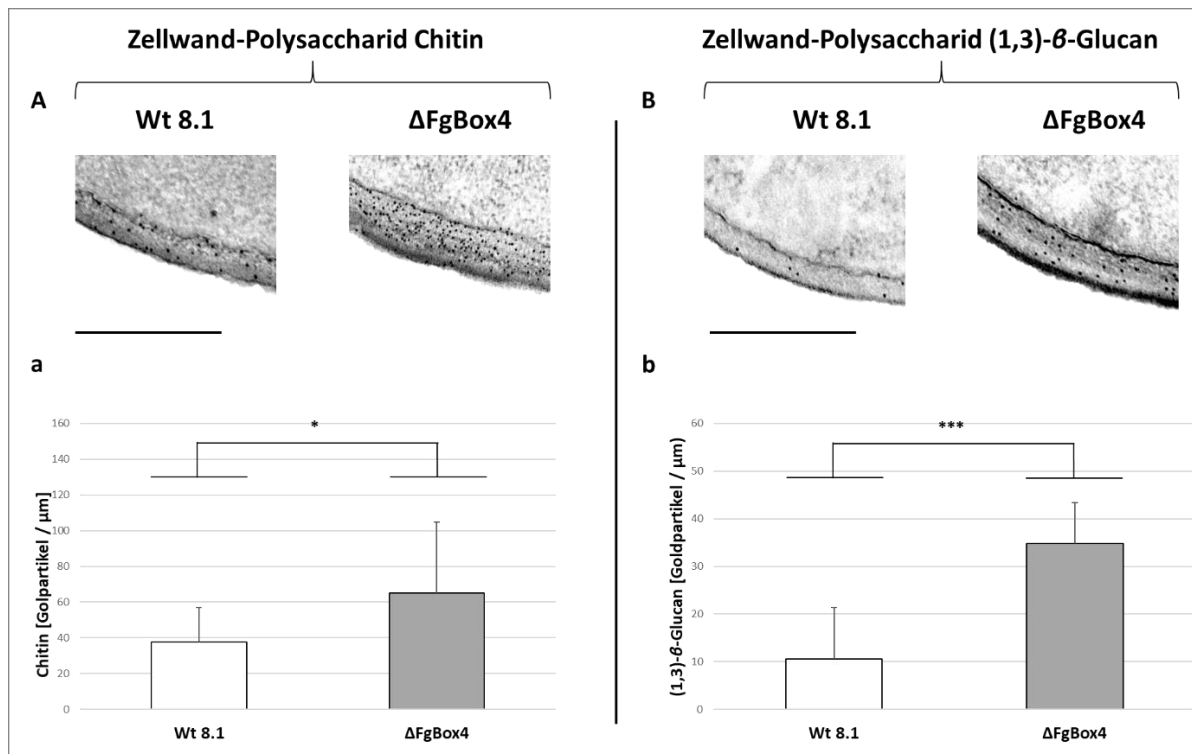 Zellwand-Polysaccharid Chitin
A
Wt 8.1
ΔFgBox4
a
Chitin [Golpartikel / µm]
160
140
120
100
80
60
40
20
0
*
Wt 8.1
ΔFgBox4
Zellwand-Polysaccharid (1,3)-β-Glucan
B
Wt 8.1
ΔFgBox4
b
(1,3)-β-Glucan [Goldpartikel / µm)
60
50
40
30
20
10
0
***
Wt 8.1
ΔFgBox4